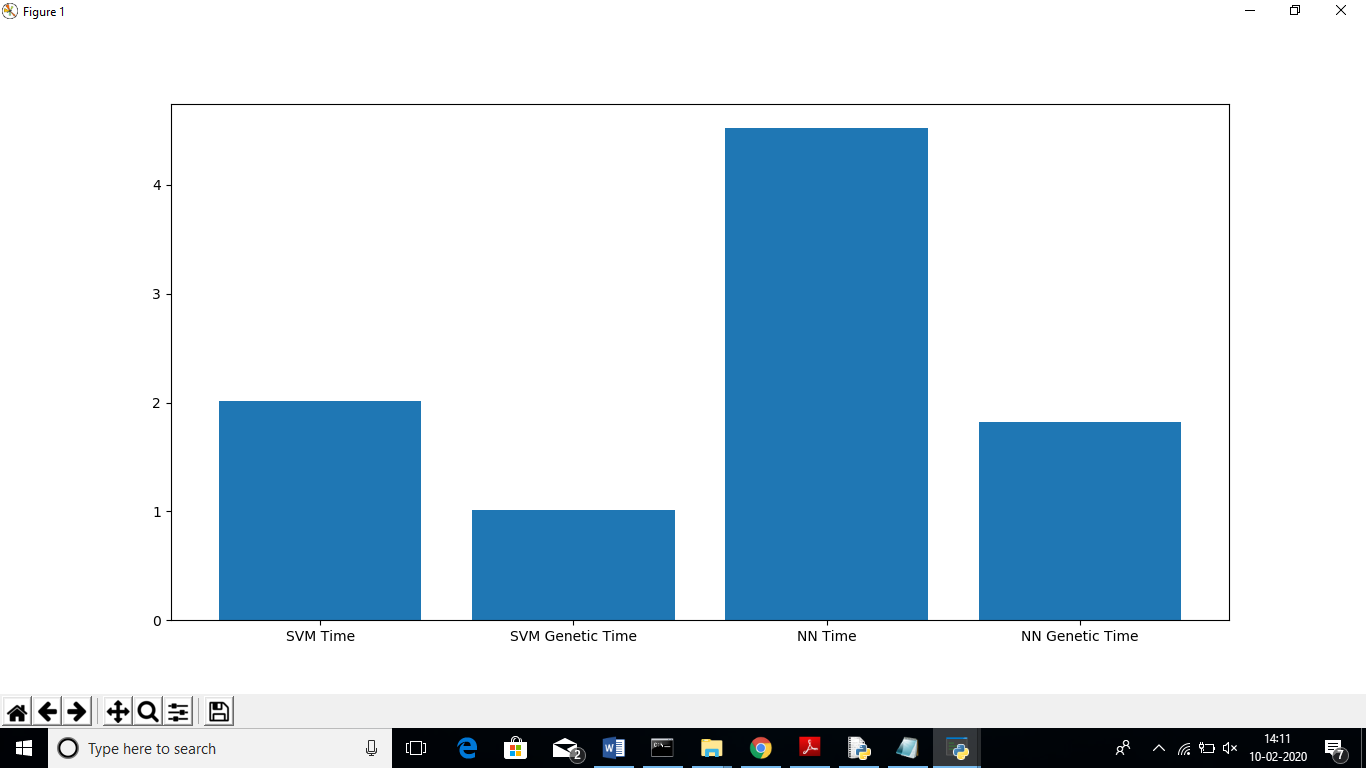 Figure 1
4
3
2
1
0
SVM Time
SVM Genetic Time
NN Time
NN Genetic Time
Type here to search
2
W
C:\.
14:11
10-02-2020
7